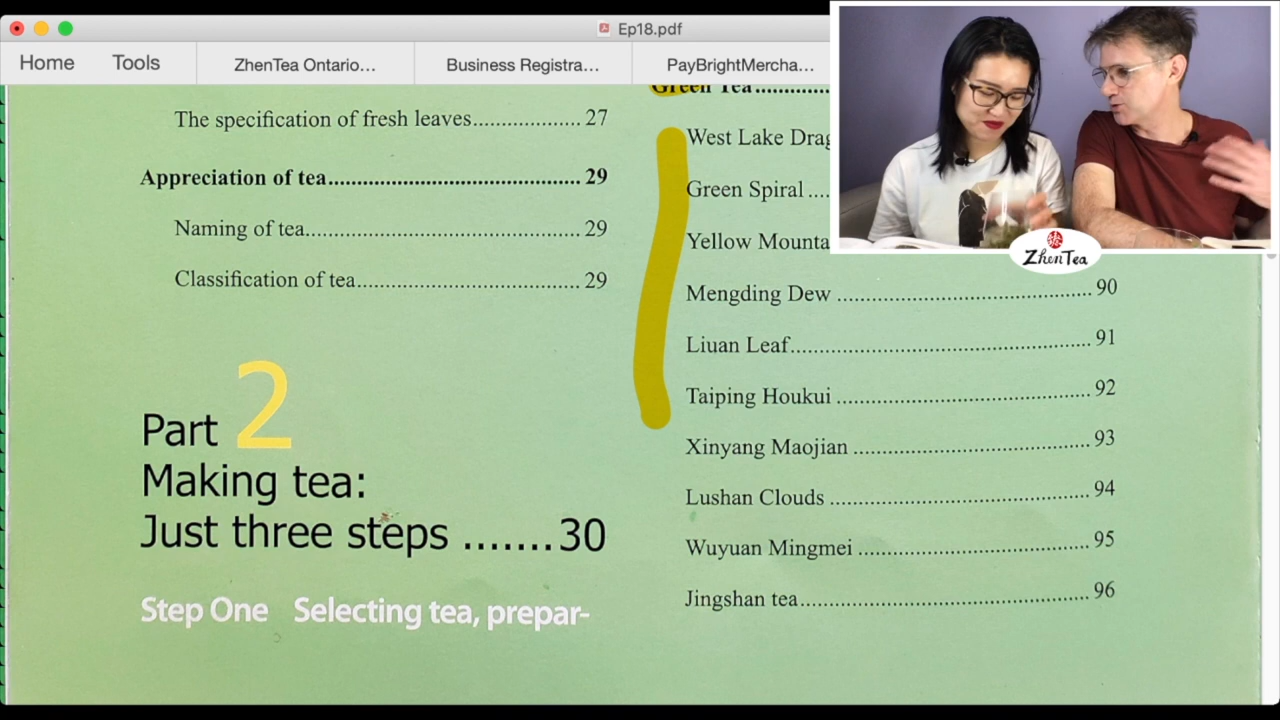 Ep18.pdf
Home
Tools
ZhenTea Ontario...
Business Registra...
PayBrightMercha...
The specification of fresh leaves................... 27
Appreciation of tea............................................. 29
Naming of tea................................................ 29
Classification of tea....................................... 29
Part 2
Making tea:
Just three steps .......30
Step One Selecting tea, prepar-
Green Tea.............
West Lake
Green Spiral ....
Yellow
Mengding Dew ............................................. 90
Liuan Leaf..................................................... 91
Taiping Houkui ............................................. 92
Xinyang Maojian .......................................... 93
Lushan Clouds .............................................. 94
Wuyuan Mingmei ......................................... 95
Jingshan tea................................................... 96
ZhenTea